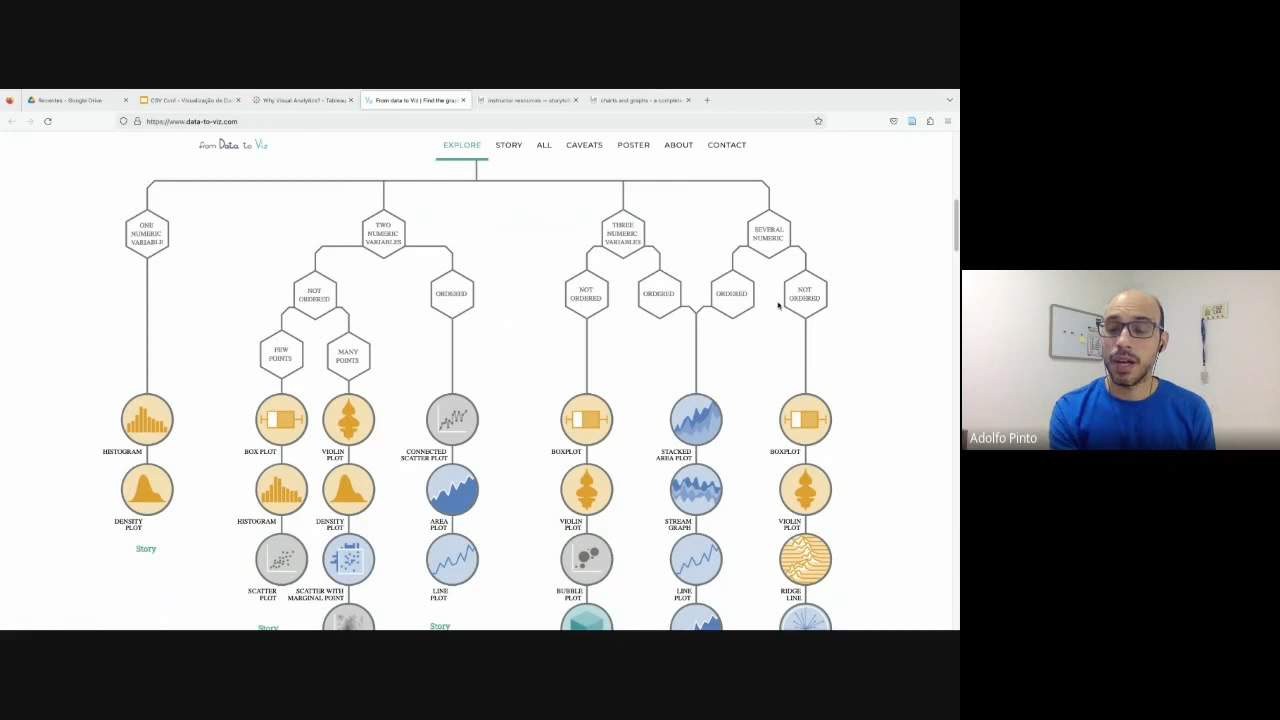 Recentes - Google Drive
CSV Conf - Visualização de Da
Why Visual Analytics? - Tableau
From data to Viz | Find the grap
instructor resources — storytell
charts and graphs - a complete
https://www.data-to-viz.com
from Data to Viz
EXPLORE STORY ALL CAVEATS POSTER ABOUT CONTACT
ONE
NUMERIC
VARIABLE
TWO
NUMERIC
VARIABLES
THREE
NUMERIC
VARIABLES
SEVERAL
NUMERIC
NOT
ORDERED
ORDERED
NOT
ORDERED
ORDERED
ORDERED
NOT
ORDERED
FEW
POINTS
MANY
POINTS
HISTOGRAM
BOX PLOT
VIOLIN
PLOT
CONNECTED
SCATTER PLOT
BOXPLOT
STACKED
AREA PLOT
BOXPLOT
DENSITY
PLOT
HISTOGRAM
DENSITY
PLOT
AREA
PLOT
VIOLIN
PLOT
STREAM
GRAPH
VIOLIN
PLOT
Story
SCATTER
PLOT
SCATTER WITH
MARGINAL POINT
LINE
PLOT
BUBBLE
PLOT
LINE
PLOT
RIDGE
LINE
Story
Story
Adolfo Pinto